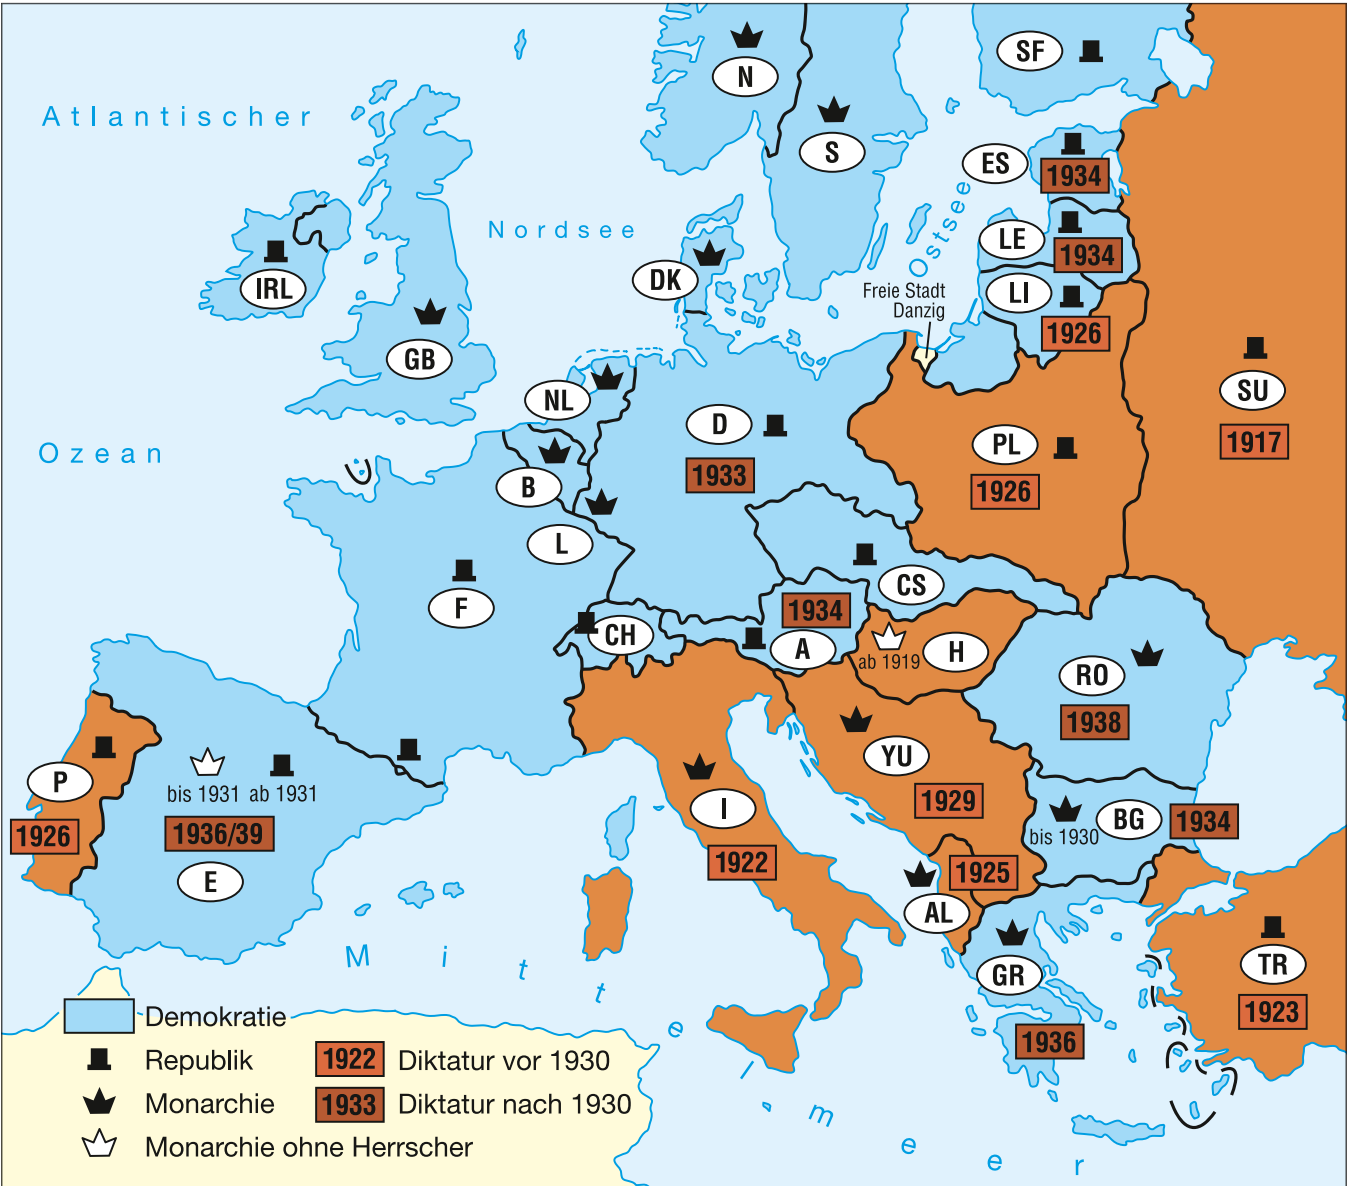 Atlantischer
Ozean
Nordsee
Ostsee
Mittelmeer
Freie Stadt
Danzig
N
S
SF
ES
1934
LE
1934
LI
1926
IRL
GB
DK
NL
B
L
D
1933
PL
1926
SU
1917
F
CH
CS
1934
A
ab 1919
H
RO
1938
P
1926
bis 1931
ab 1931
1936/39
E
I
1922
YU
1929
bis 1930
BG
1934
1925
AL
GR
1936
TR
1923
Demokratie
Republik
Monarchie
Monarchie ohne Herrscher
1922 Diktatur vor 1930
1933 Diktatur nach 1930